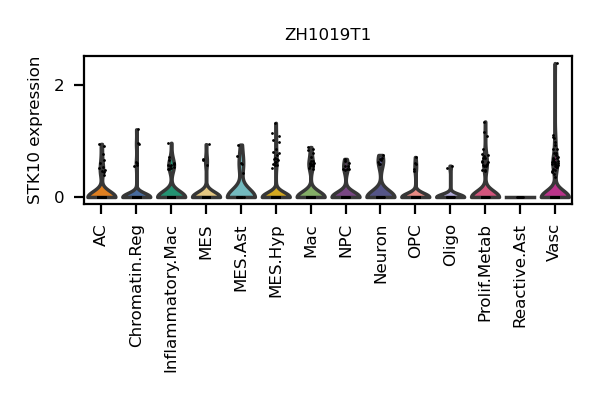 ZH1019T1
STK10 expression
2
0
AC
Chromatin.Reg
Inflammatory.Mac
MES
MES.Ast
MES.Hyp
Mac
NPC
Neuron
OPC
Oligo
Prolif.Metab
Reactive.Ast
Vasc